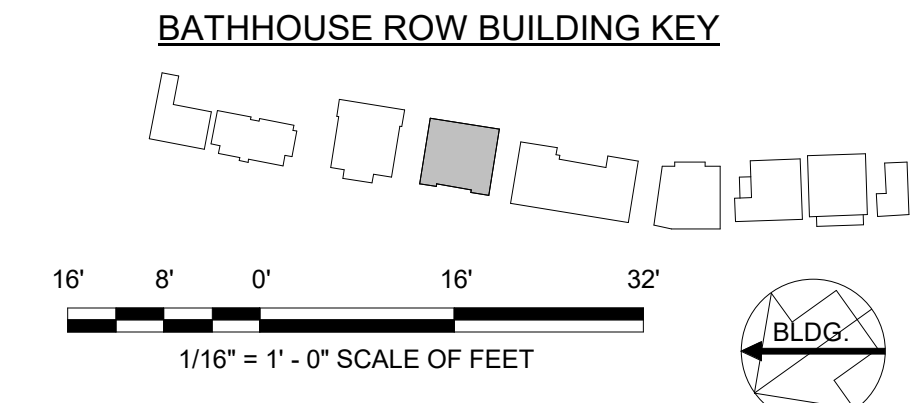 BATHHOUSE ROW BUILDING KEY
16' 8' 0' 16' 32'
1/16" = 1' - 0" SCALE OF FEET
BLDG.